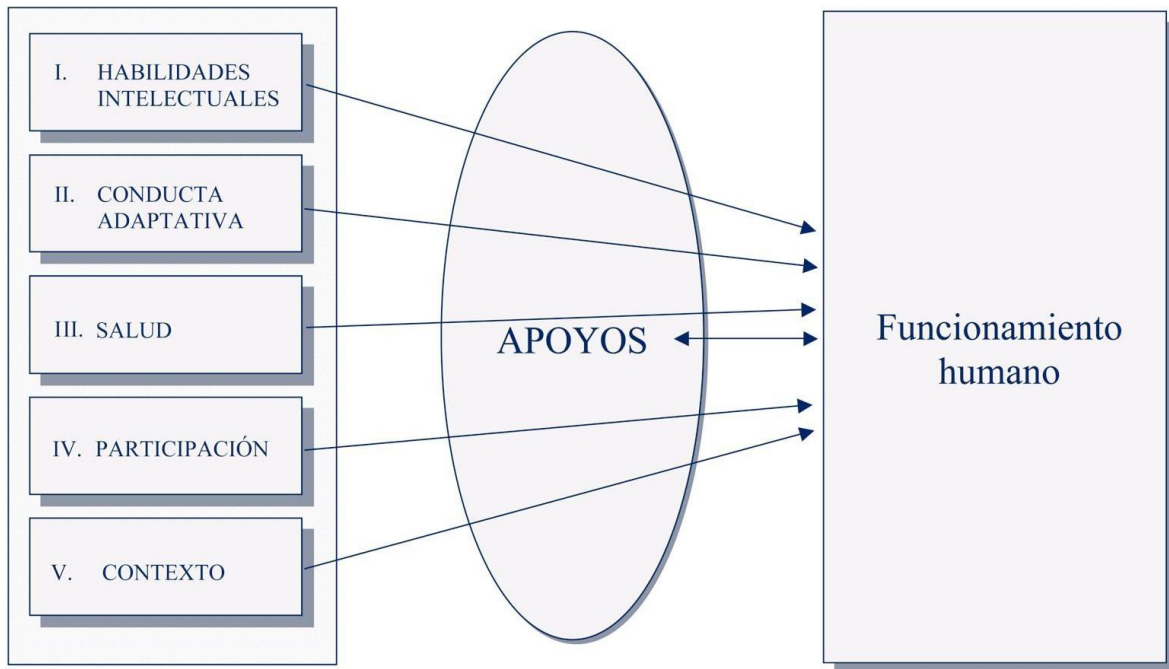 I. HABILIDADES
INTELECTUALES
II. CONDUCTA
ADAPTATIVA
III. SALUD
IV. PARTICIPACIÓN
V. CONTEXTO
APOYOS
Funcionamiento
humano